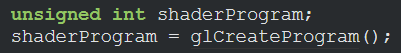 unsigned int shaderProgram;
shaderProgram = glCreateProgram();